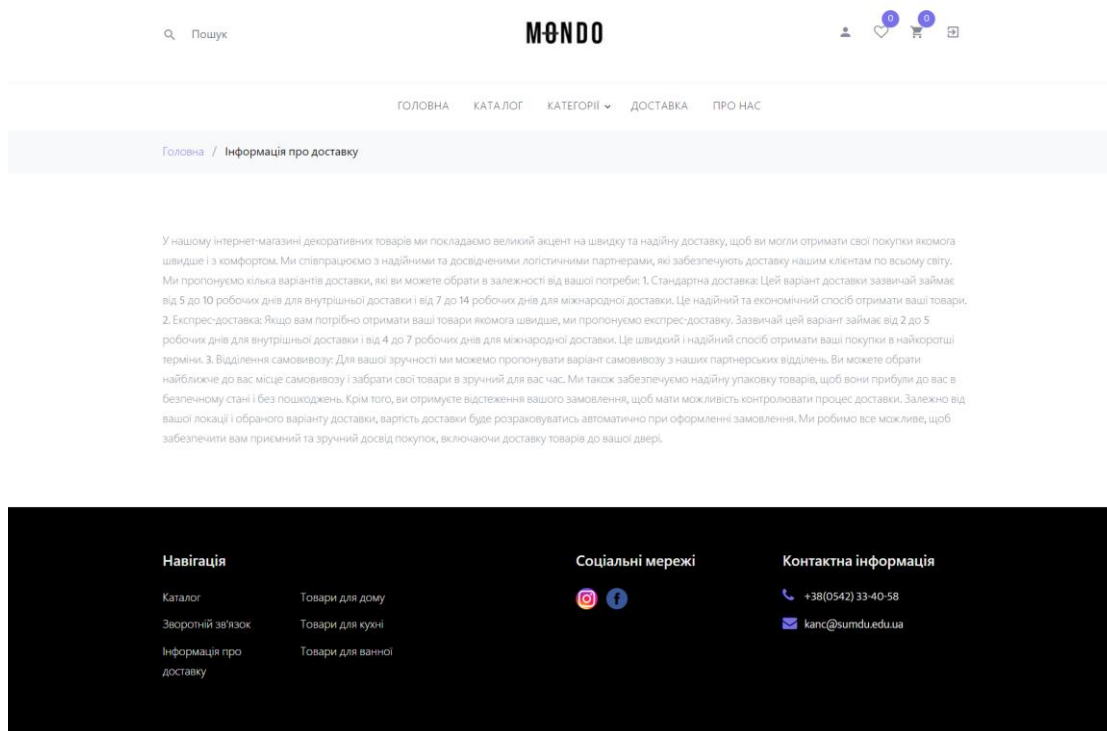 Пошук
MONDO
0
0
ГОЛОВНА КАТАЛОГ КАТЕГОРІЇ ДОСТАВКА ПРО НАС
Головна / Інформація про доставку
У нашому інтернет-магазині декоративних товарів ми покладаємо великий акцент на швидку та надійну доставку, щоб ви могли отримати свої покупки якомога
швидше і з комфортом. Ми співпрацюємо з надійними та досвідченими логістичними партнерами, які забезпечують доставку нашим клієнтам по всьому світу.
Ми пропонуємо кілька варіантів доставки, які ви можете обрати в залежності від вашої потреби: 1. Стандартна доставка: Цей варіант доставки зазвичай займає
від 5 до 10 робочих днів для внутрішньої доставки і від 7 до 14 робочих днів для міжнародної доставки. Це надійний та економічний спосіб отримати ваші товари.
2. Експрес-доставка: Якщо вам потрібно отримати ваші товари якомога швидше, ми пропонуємо експрес-доставку. Зазвичай цей варіант займає від 2 до 5
робочих днів для внутрішньої доставки і від 4 до 7 робочих днів для міжнародної доставки. Це швидкий і надійний спосіб отримати ваші покупки в найкоротші
терміни. 3. Відділення самовивозу: Для вашої зручності ми можемо пропонувати варіант самовивозу з наших партнерських відділень. Ви можете обрати
найближче до вас місце самовивозу і забрати свої товари в зручний для вас час. Ми також забезпечуємо надійну упаковку товарів, щоб вони прибули до вас в
безпечному стані і без пошкоджень. Крім того, ви отримуєте відстеження вашого замовлення, щоб мати можливість контролювати процес доставки. Залежно від
вашої локації і обраного варіанту доставки, вартість доставки буде розраховуватись автоматично при оформленні замовлення. Ми робимо все можливе, щоб
забезпечити вам приємний та зручний досвід покупок, включаючи доставку товарів до вашої двері.
Навігація
Каталог
Зворотній зв'язок
Інформація про
доставку
Товари для дому
Товари для кухні
Товари для ванної
Соціальні мережі
Контактна інформація
+38(0542) 33-40-58
kanc@sumdu.edu.ua